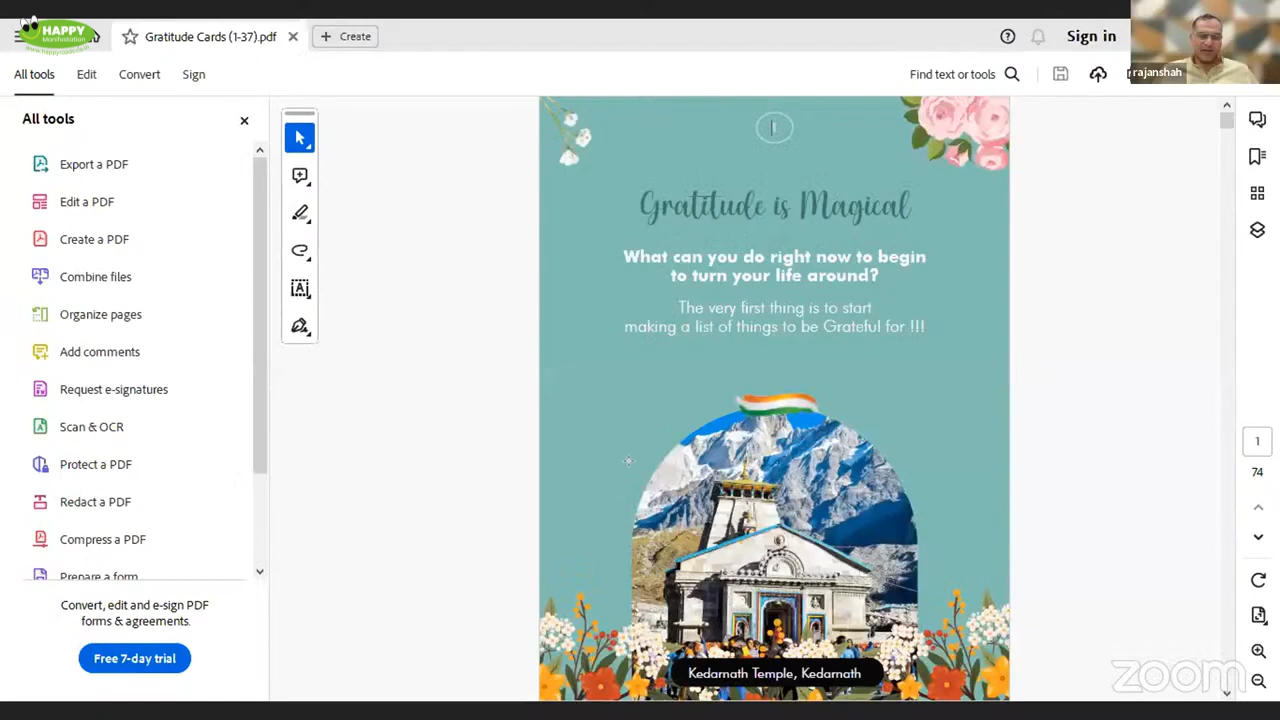 HAPPY
Manifestation
Gratitude Cards (1-37).pdf
Create
Sign in
rajanshah
All tools
Edit
Convert
Sign
Find text or tools
All tools
Export a PDF
Edit a PDF
Create a PDF
Combine files
Organize pages
Add comments
Request e-signatures
Scan & OCR
Protect a PDF
Redact a PDF
Compress a PDF
Prepare a form
Convert, edit and e-sign PDF
forms & agreements.
Free 7-day trial
Gratitude is Magical
What can you do right now to begin
to turn your life around?
The very first thing is to start
making a list of things to be Grateful for !!!
Kedarnath Temple, Kedarnath
1
74
zoom